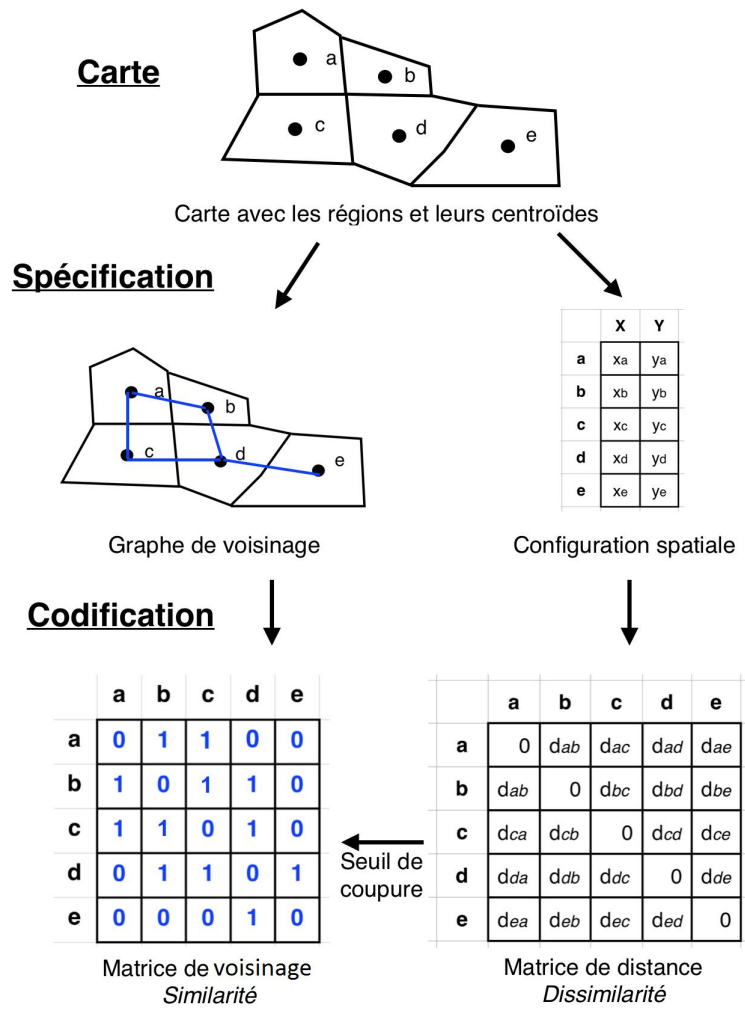 Carte
a
b
c
d
e
Carte avec les régions et leurs centroïdes
Spécification
a
b
c
d
e
Graphe de voisinage
X Y
a xa ya
b xb yb
c xc yc
d xd yd
e xe ye
Configuration spatiale
Codification
a b c d e
a 0 1 1 0 0
b 1 0 1 1 0
c 1 1 0 1 0
d 0 1 1 0 1
e 0 0 0 1 0
Matrice de voisinage
Similarité
Seuil de
coupure
a b c d e
a 0 dab dac dad dae
b dab 0 dbc dbd dbe
c dca dcb 0 dcd dce
d dda ddb ddc 0 dde
e dea deb dec ded 0
Matrice de distance
Dissimilarité